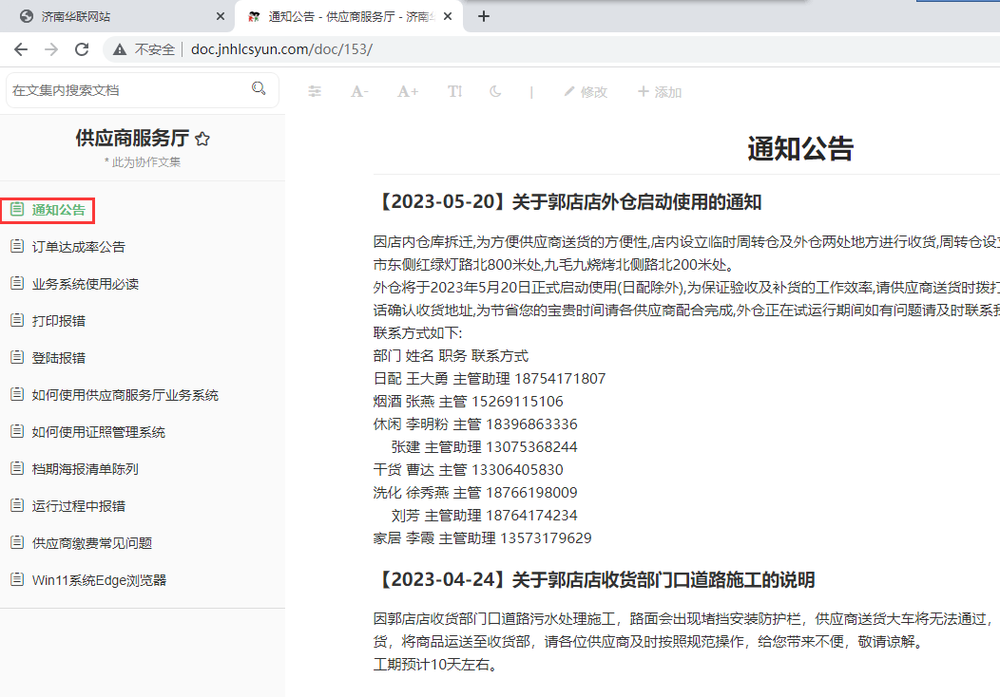 济南华联网站
通知公告 - 供应商服务厅 - 济南
不安全 | doc.jnhlcsyun.com/doc/153/
在文集内搜索文档
A- A+ T! | 修改 + 添加
供应商服务厅
* 此为协作文集
通知公告
订单达成率公告
业务系统使用必读
打印报错
登陆报错
如何使用供应商服务厅业务系统
如何使用证照管理系统
档期海报清单陈列
运行过程中报错
供应商缴费常见问题
Win11系统Edge浏览器
通知公告
【2023-05-20】关于郭店店外仓启动使用的通知
因店内仓库拆迁,为方便供应商送货的方便性,店内设立临时周转仓及外仓两处地方进行收货,周转仓设
市东侧红绿灯路北800米处,九毛九烧烤北侧路北200米处。
外仓将于2023年5月20日正式启动使用(日配除外),为保证验收及补货的工作效率,请供应商送货时拨打
话确认收货地址,为节省您的宝贵时间请各供应商配合完成,外仓正在试运行期间如有问题请及时联系
联系方式如下:
部门 姓名 职务 联系方式
日配 王大勇 主管助理 18754171807
烟酒 张燕 主管 15269115106
休闲 李明粉 主管 18396863336
张建 主管助理 13075368244
干货 曹达 主管 13306405830
洗化 徐秀燕 主管 18766198009
刘芳 主管助理 18764174234
家居 李霞 主管助理 13573179629
【2023-04-24】关于郭店店收货部门口道路施工的说明
因郭店店收货部门口道路污水处理施工，路面会出现堵挡安装防护栏，供应商送货大车将无法通过，
货，将商品运送至收货部，请各位供应商及时按照规范操作，给您带来不便，敬请谅解。
工期预计10天左右。